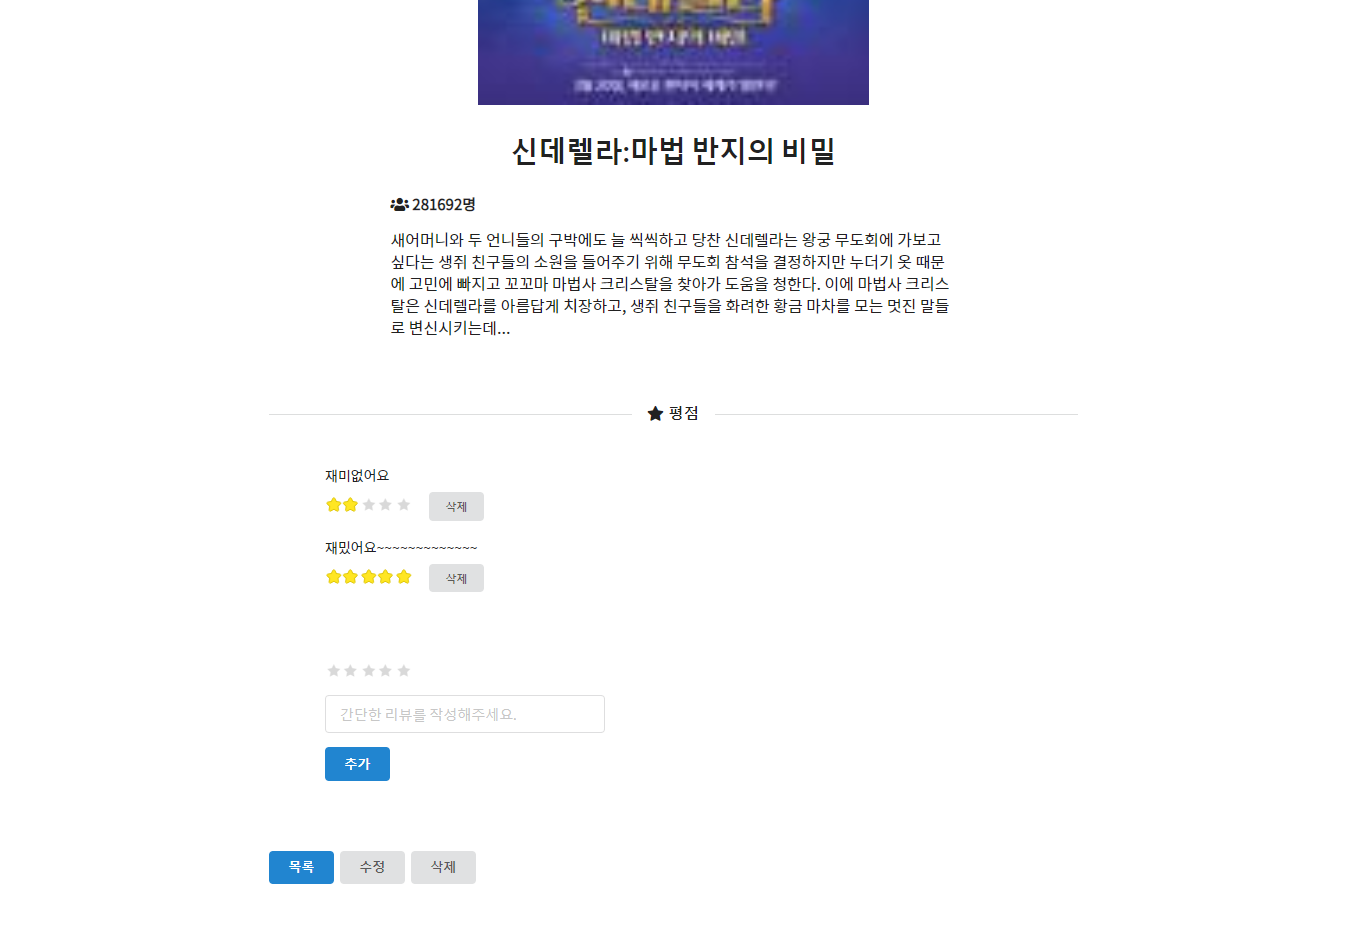 신데렐라:마법 반지의 비밀
281692명
새어머니와 두 언니들의 구박에도 늘 씩씩하고 당찬 신데렐라는 왕궁 무도회에 가보고
싶다는 생쥐 친구들의 소원을 들어주기 위해 무도회 참석을 결정하지만 누더기 옷 때문
에 고민에 빠지고 꼬꼬마 마법사 크리스탈을 찾아가 도움을 청한다. 이에 마법사 크리스
탈은 신데렐라를 아름답게 치장하고, 생쥐 친구들을 화려한 황금 마차를 모는 멋진 말들
로 변신시키는데...
평점
재미없어요
삭제
재밌어요~~~~~~~~~~~~~
삭제
간단한 리뷰를 작성해주세요.
추가
목록 수정 삭제